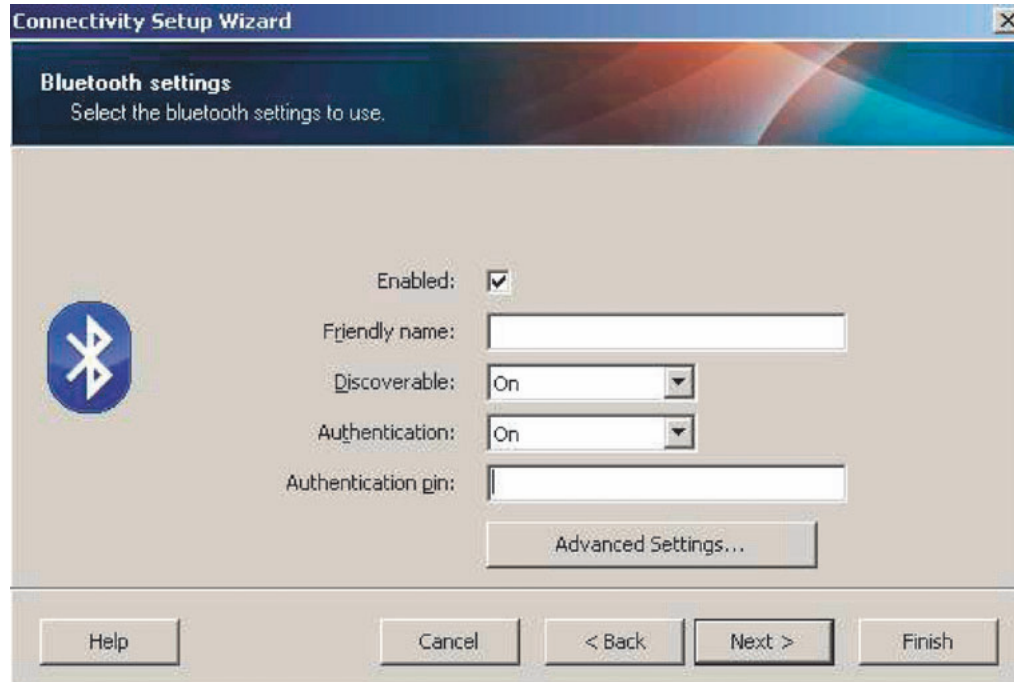 Connectivity Setup Wizard
Bluetooth settings
Select the bluetooth settings to use.
Enabled:
Friendly name:
Discoverable: On
Authentication: On
Authentication pin:
Advanced Settings...
Help Cancel < Back Next > Finish